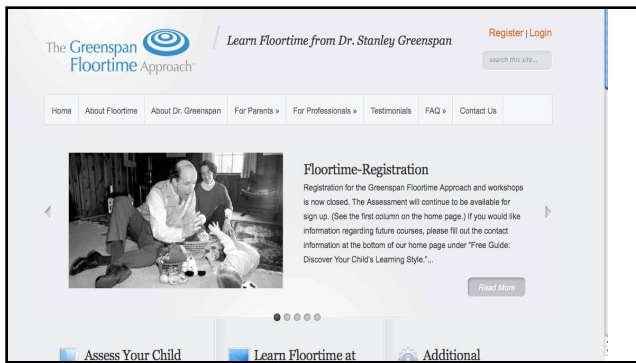 Register | Login
The Greenspan
Floortime Approach™
Learn Floortime from Dr. Stanley Greenspan
search this site...
Home About Floortime About Dr. Greenspan For Parents » For Professionals » Testimonials FAQ » Contact Us
Floortime-Registration
Registration for the Greenspan Floortime Approach and workshops
is now closed. The Assessment will continue to be available for
sign up. (See the first column on the home page.) If you would like
information regarding future courses, please fill out the contact
information at the bottom of our home page under "Free Guide:
Discover Your Child's Learning Style."...
Read More
Assess Your Child Learn Floortime at Additional